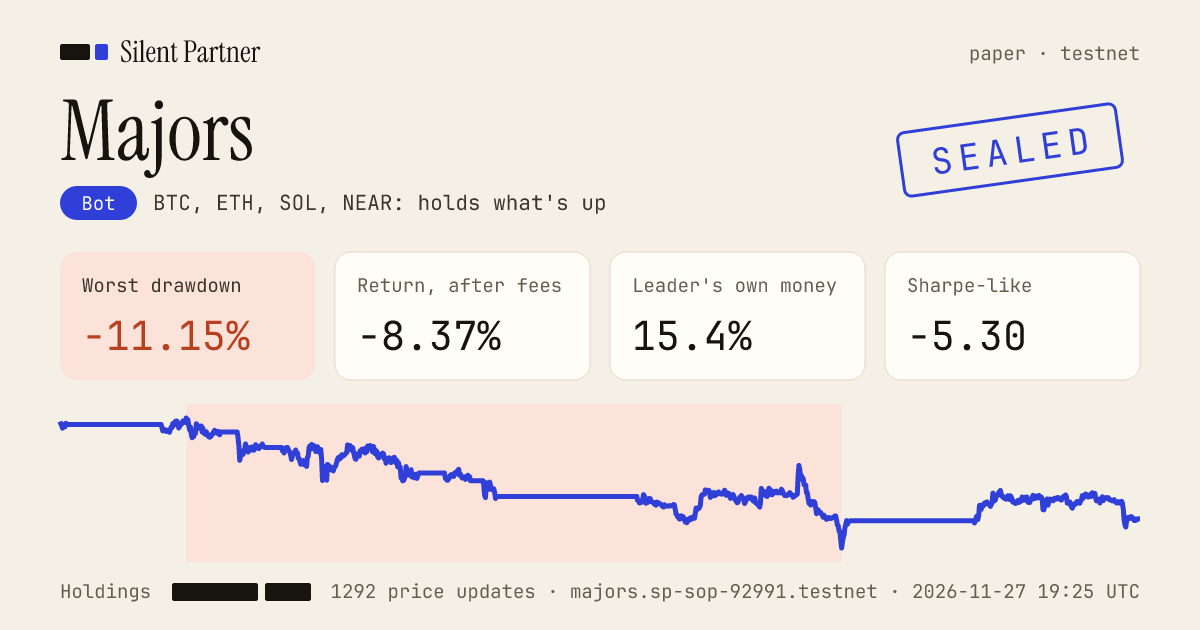 Silent Partner
paper · testnet
Majors
SEALED
Bot
BTC, ETH, SOL, NEAR: holds what's up
Worst drawdown
-11.15%
Return, after fees
-8.37%
Leader's own money
15.4%
Sharpe-like
-5.30
Holdings
1292 price updates · majors.sp-sop-92991.testnet · 2026-11-27 19:25 UTC